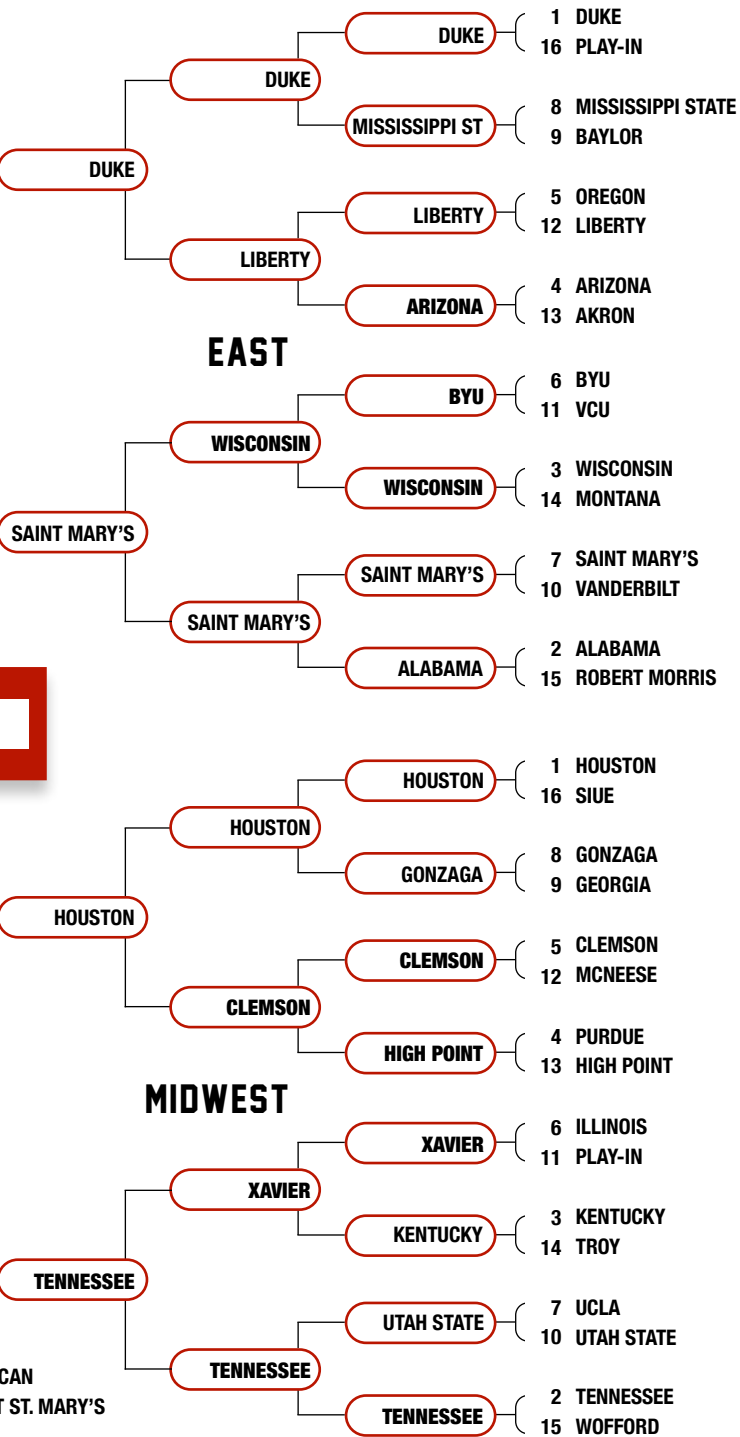 1 DUKE
DUKE
16 PLAY-IN
DUKE
8 MISSISSIPPI STATE
MISSISSIPPI ST
9 BAYLOR
DUKE
5 OREGON
LIBERTY
12 LIBERTY
LIBERTY
4 ARIZONA
ARIZONA
13 AKRON
EAST
6 BYU
BYU
11 VCU
WISCONSIN
3 WISCONSIN
WISCONSIN
14 MONTANA
SAINT MARY'S
7 SAINT MARY'S
SAINT MARY'S
10 VANDERBILT
SAINT MARY'S
2 ALABAMA
ALABAMA
15 ROBERT MORRIS
1 HOUSTON
HOUSTON
16 SIUE
HOUSTON
8 GONZAGA
GONZAGA
9 GEORGIA
HOUSTON
5 CLEMSON
CLEMSON
12 MCNEESE
CLEMSON
4 PURDUE
HIGH POINT
13 HIGH POINT
MIDWEST
6 ILLINOIS
XAVIER
11 PLAY-IN
XAVIER
3 KENTUCKY
KENTUCKY
14 TROY
TENNESSEE
7 UCLA
UTAH STATE
10 UTAH STATE
TENNESSEE
2 TENNESSEE
TENNESSEE
15 WOFFORD
CAN
T ST. MARY'S